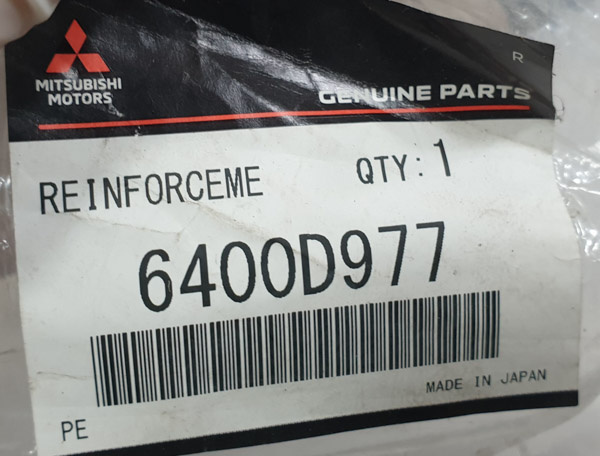 R
MITSUBISHI
MOTORS
GENUINE PARTS
REINFORCEME QTY: 1
6400D977
MADE IN JAPAN
PE